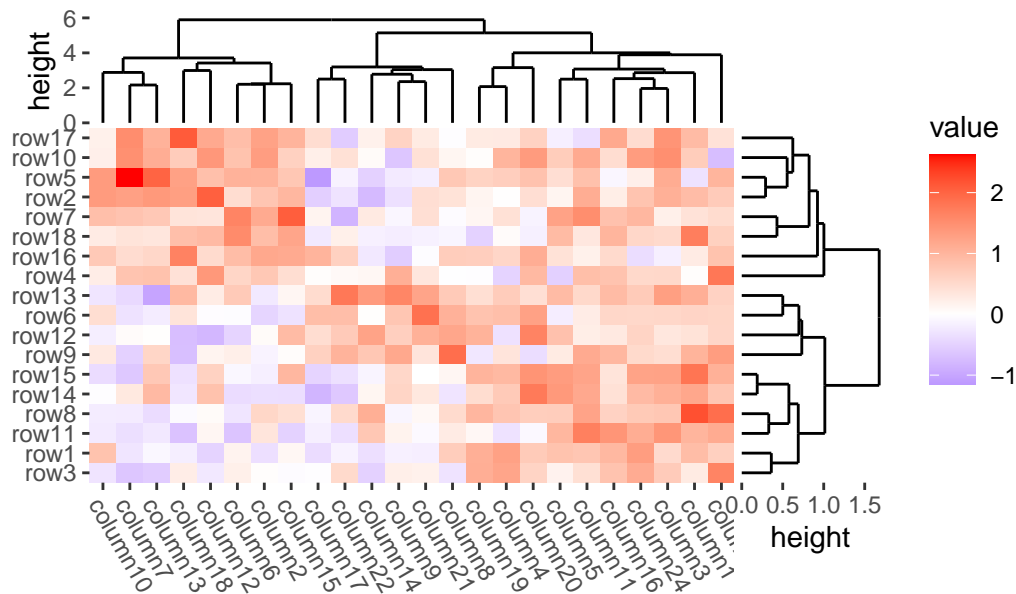 height
6
4
2
0
row17
row10
row5
row2
row7
row18
row16
row4
row13
row6
row12
row9
row15
row14
row8
row11
row1
row3
column10
column7
column13
column18
column12
column6
column2
column15
column17
column22
column14
column9
column21
column8
column19
column4
column20
column5
column11
column16
column24
column3
column1
0.0 0.5 1.0 1.5
height
value
2
1
0
−1